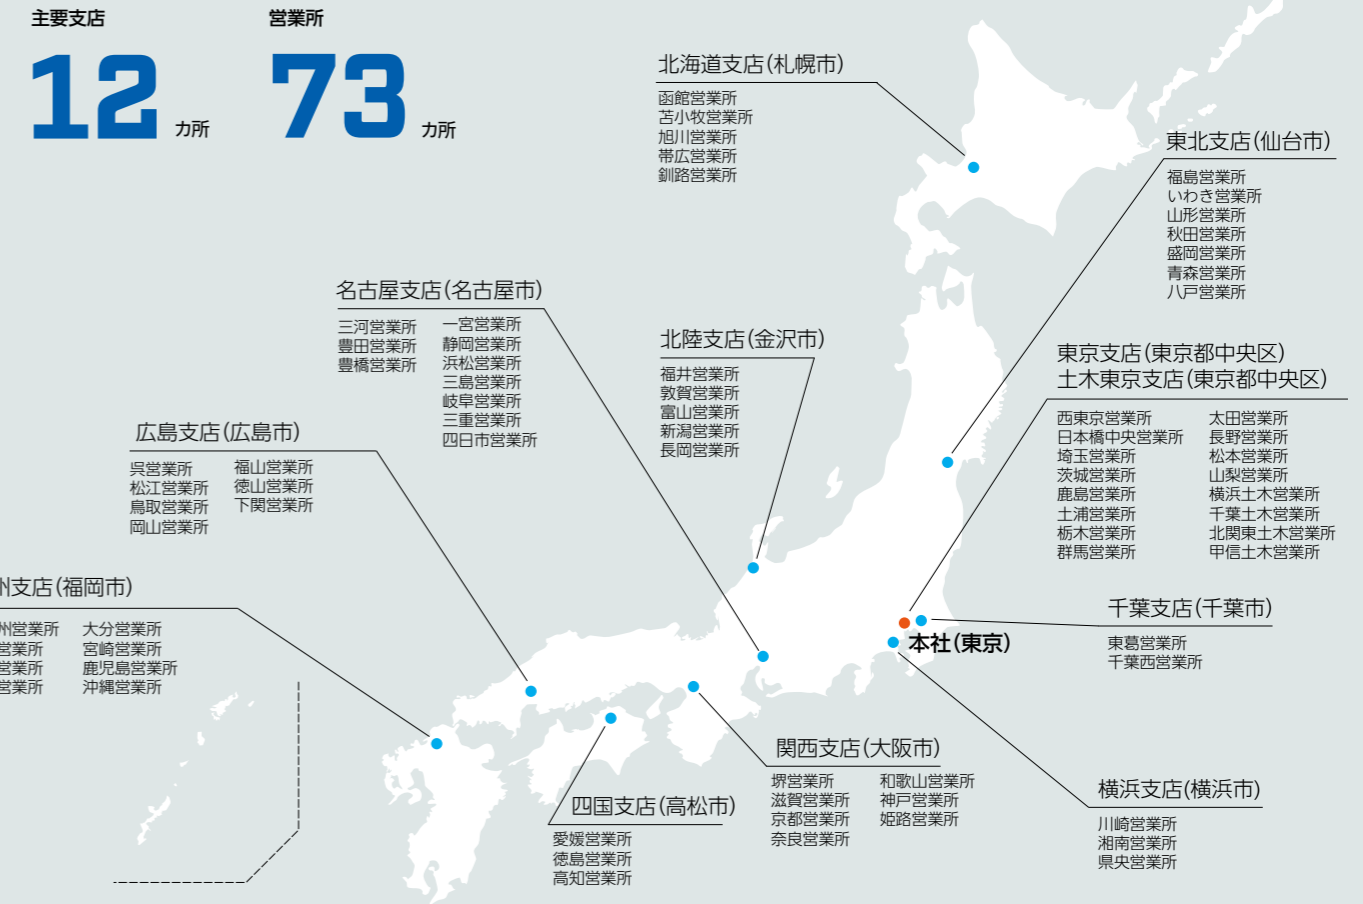 主要支店
12 カ所
営業所
73 カ所
北海道支店(札幌市)
函館営業所
苫小牧営業所
旭川営業所
帯広営業所
釧路営業所
東北支店(仙台市)
福島営業所
いわき営業所
山形営業所
秋田営業所
盛岡営業所
青森営業所
八戸営業所
名古屋支店(名古屋市)
三河営業所
豊田営業所
豊橋営業所
一宮営業所
静岡営業所
浜松営業所
三島営業所
岐阜営業所
三重営業所
四日市営業所
北陸支店(金沢市)
福井営業所
敦賀営業所
富山営業所
新潟営業所
長岡営業所
東京支店(東京都中央区)
土木東京支店(東京都中央区)
西東京営業所
日本橋中央営業所
埼玉営業所
茨城営業所
鹿島営業所
土浦営業所
栃木営業所
群馬営業所
太田営業所
長野営業所
松本営業所
山梨営業所
横浜土木営業所
千葉土木営業所
北関東土木営業所
甲信土木営業所
広島支店(広島市)
呉営業所
松江営業所
鳥取営業所
岡山営業所
福山営業所
徳山営業所
下関営業所
州支店(福岡市)
州営業所
営業所
営業所
営業所
大分営業所
宮崎営業所
鹿児島営業所
沖縄営業所
千葉支店(千葉市)
東葛営業所
千葉西営業所
本社(東京)
関西支店(大阪市)
堺営業所
滋賀営業所
京都営業所
奈良営業所
和歌山営業所
神戸営業所
姫路営業所
四国支店(高松市)
愛媛営業所
徳島営業所
高知営業所
横浜支店(横浜市)
川崎営業所
湘南営業所
県央営業所